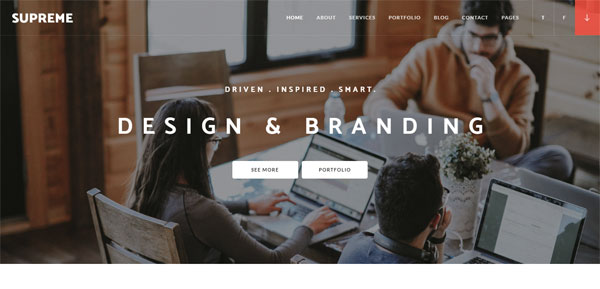 SUPREME
HOME ABOUT SERVICES PORTFOLIO BLOG CONTACT PAGES T F
DRIVEN . INSPIRED . SMART.
DESIGN & BRANDING
SEE MORE PORTFOLIO